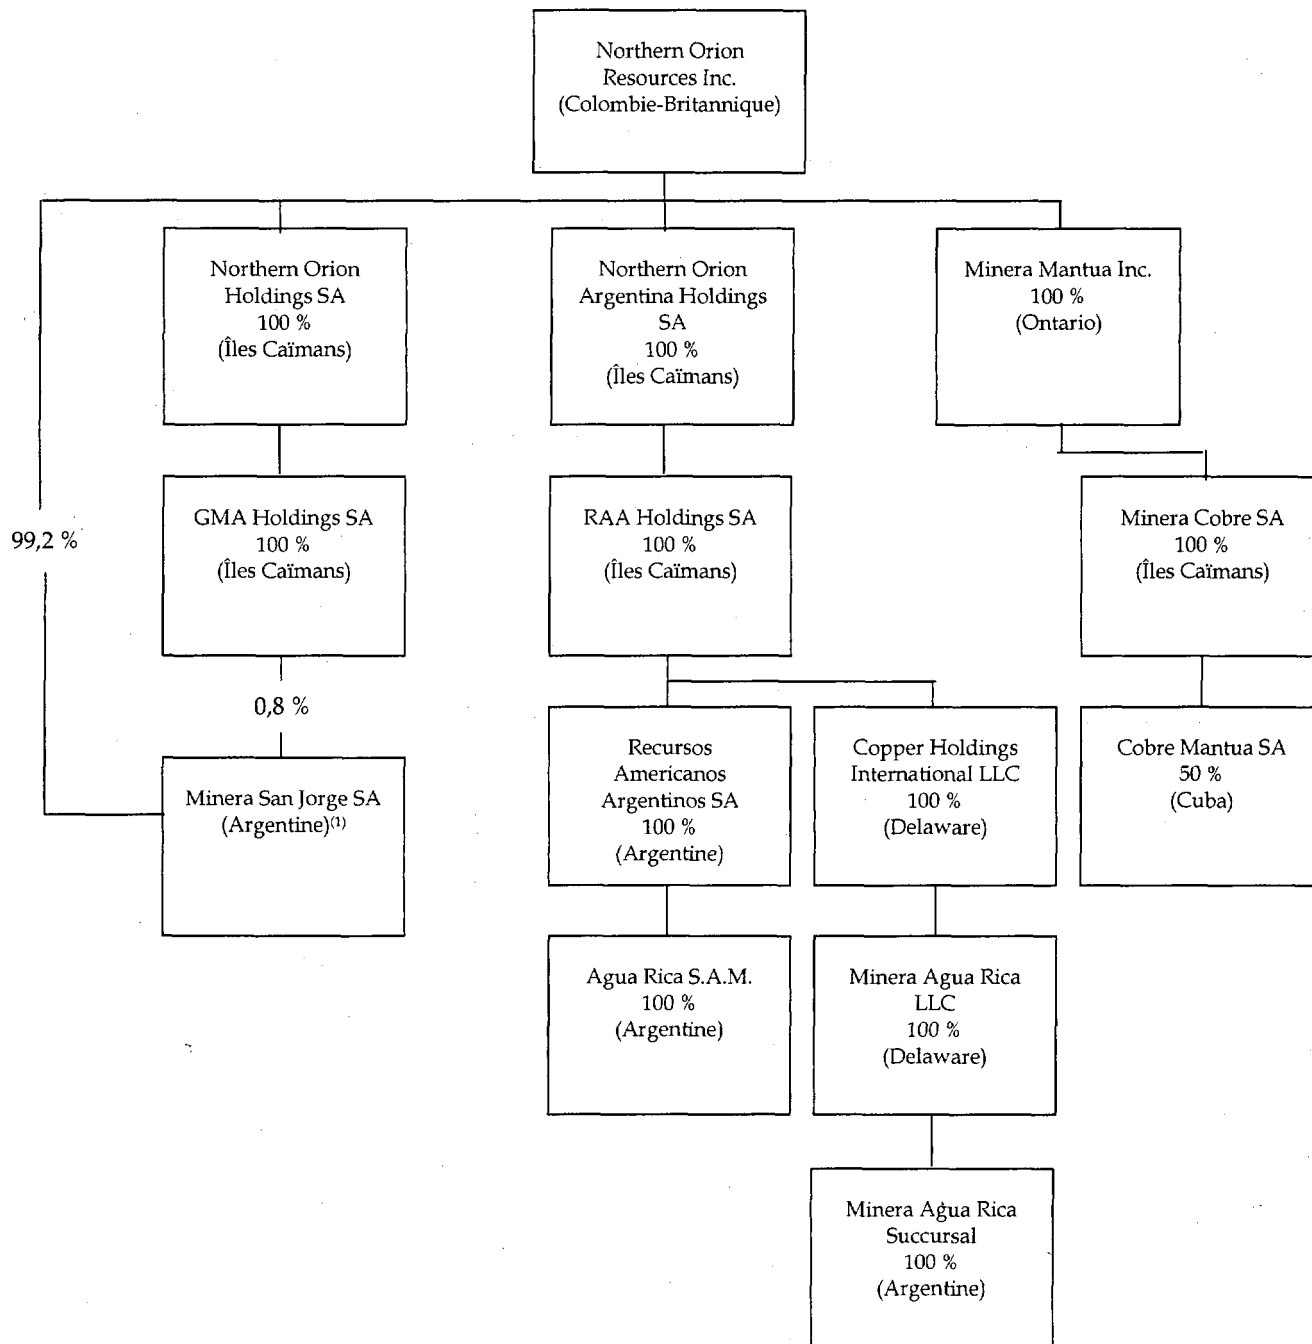 Northern Orion
Resources Inc.
(Colombie-Britannique)
Northern Orion
Holdings SA
100 %
(Îles Caïmans)
Northern Orion
Argentina Holdings
SA
100 %
(Îles Caïmans)
Minera Mantua Inc.
100 %
(Ontario)
99,2 %
GMA Holdings SA
100 %
(Îles Caïmans)
RAA Holdings SA
100 %
(Îles Caïmans)
Minera Cobre SA
100 %
(Îles Caïmans)
0,8 %
Minera San Jorge SA
(Argentine)(1)
Recursos
Americanos
Argentinos SA
100 %
(Argentine)
Copper Holdings
International LLC
100 %
(Delaware)
Cobre Mantua SA
50 %
(Cuba)
Agua Rica S.A.M.
100 %
(Argentine)
Minera Agua Rica
LLC
100 %
(Delaware)
Minera Agua Rica
Succursal
100 %
(Argentine)